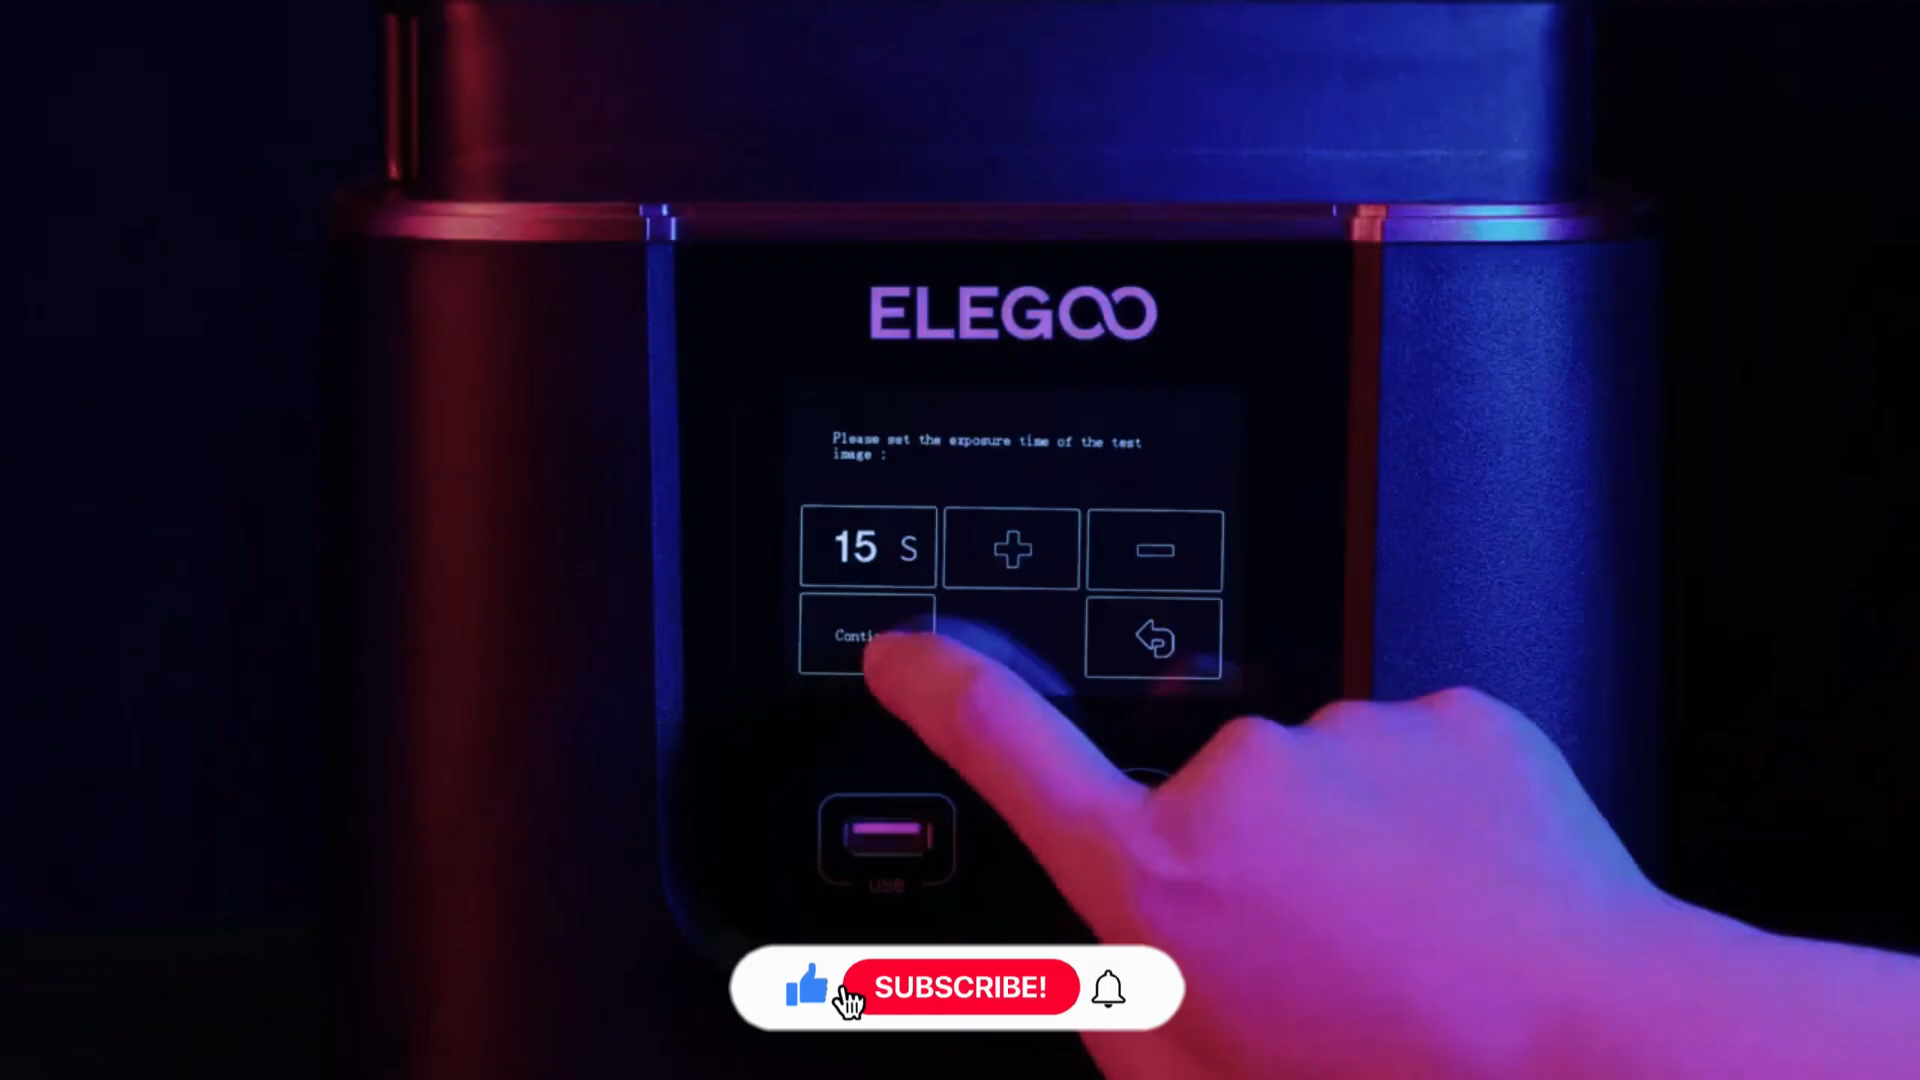 ELEGOO
Please set the exposure time of the test
image :
15 S
Conti
USB
SUBSCRIBE!